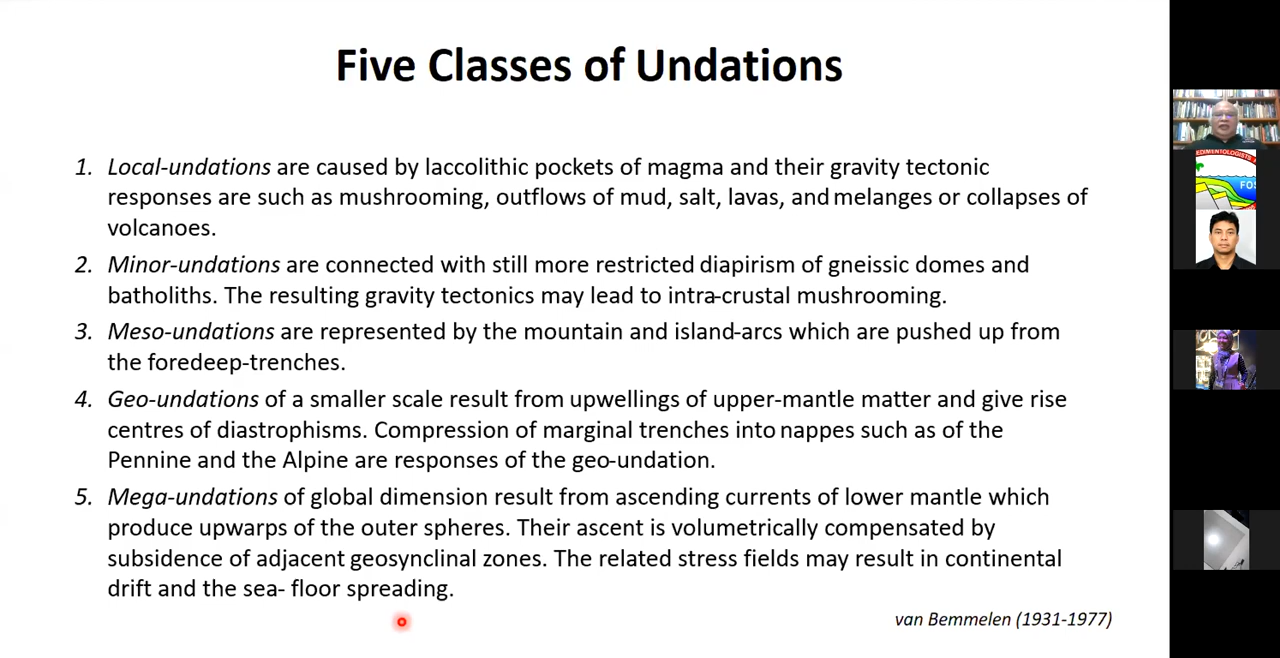 Five Classes of Undations
1. Local-undations are caused by laccolithic pockets of magma and their gravity tectonic
responses are such as mushrooming, outflows of mud, salt, lavas, and melanges or collapses of
volcanoes.
2. Minor-undations are connected with still more restricted diapirism of gneissic domes and
batholiths. The resulting gravity tectonics may lead to intra-crustal mushrooming.
3. Meso-undations are represented by the mountain and island-arcs which are pushed up from
the foredeep-trenches.
4. Geo-undations of a smaller scale result from upwellings of upper-mantle matter and give rise
centres of diastrophisms. Compression of marginal trenches into nappes such as of the
Pennine and the Alpine are responses of the geo-undation.
5. Mega-undations of global dimension result from ascending currents of lower mantle which
produce upwarps of the outer spheres. Their ascent is volumetrically compensated by
subsidence of adjacent geosynclinal zones. The related stress fields may result in continental
drift and the sea- floor spreading.
van Bemmelen (1931-1977)
EDIMENTOLOGISTS
FOS